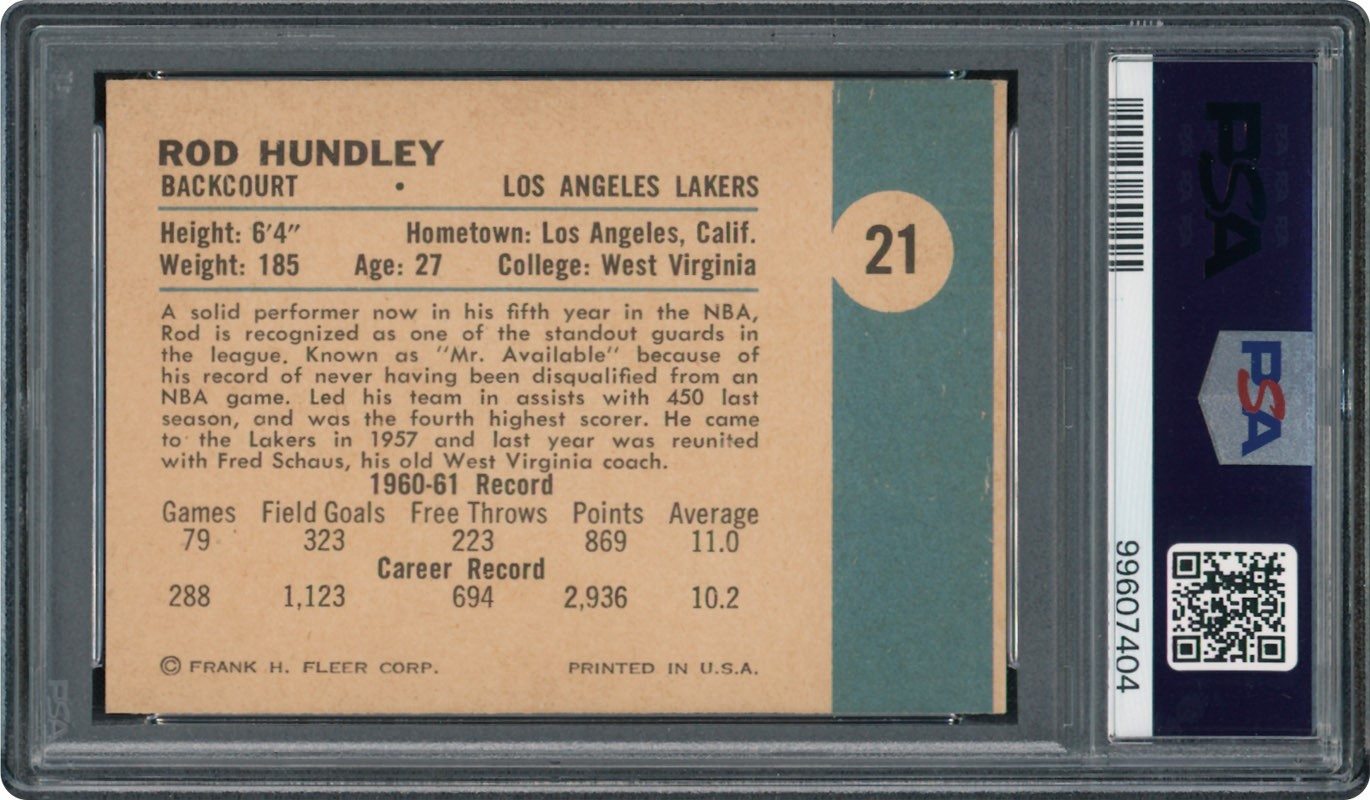 ROD HUNDLEY
BACKCOURT • LOS ANGELES LAKERS
Height: 6'4" Hometown: Los Angeles, Calif.
Weight: 185 Age: 27 College: West Virginia
21
A solid performer now in his fifth year in the NBA,
Rod is recognized as one of the standout guards in
the league. Known as "Mr. Available" because of
his record of never having been disqualified from an
NBA game. Led his team in assists with 450 last
season, and was the fourth highest scorer. He came
to the Lakers in 1957 and last year was reunited
with Fred Schaus, his old West Virginia coach.
1960-61 Record
Games Field Goals Free Throws Points Average
79 323 223 869 11.0
Career Record
288 1,123 694 2,936 10.2
© FRANK H. FLEER CORP. PRINTED IN U.S.A.
PSA
PSA
99607404
PSA